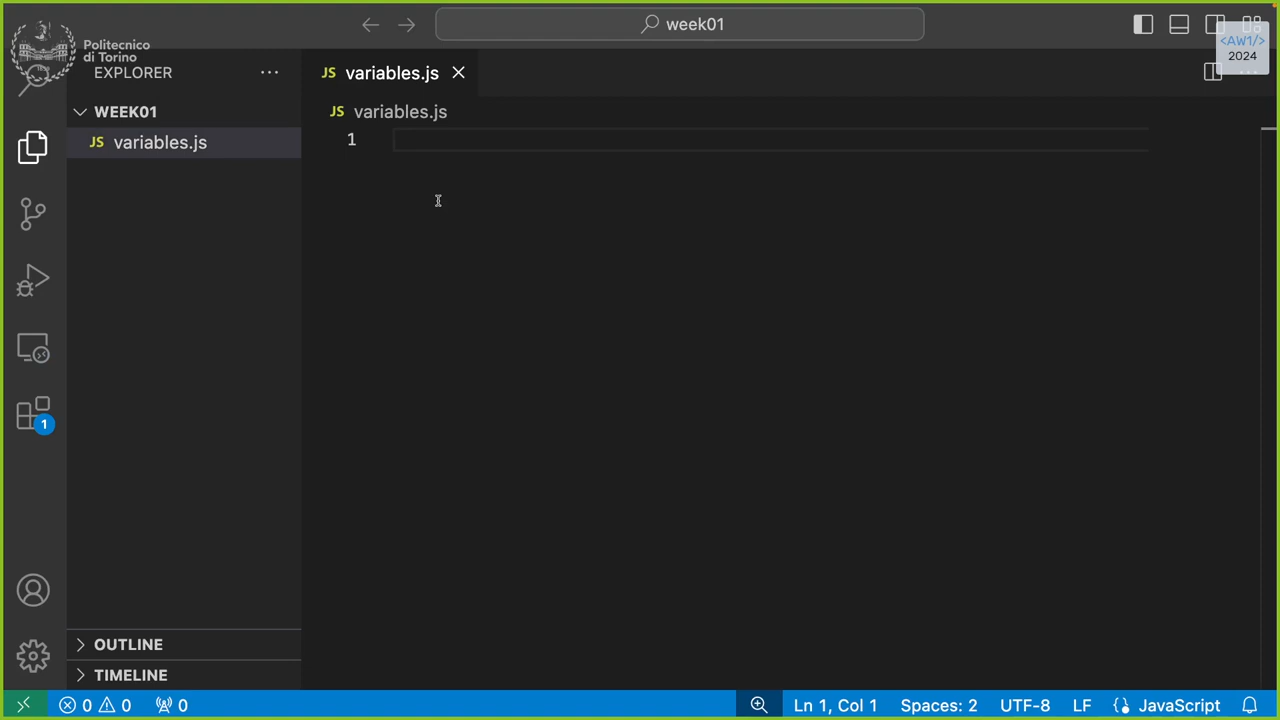 week01
Politecnico
di Torino
<AW1/>
2024
EXPLORER
JS variables.js
WEEK01
JS variables.js
JS variables.js
1
1
OUTLINE
TIMELINE
0 0 0
Ln 1, Col 1 Spaces: 2 UTF-8 LF JavaScript